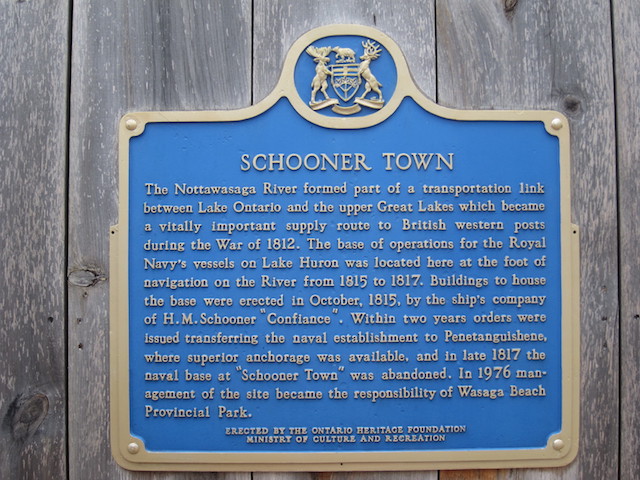 SCHOONER TOWN
The Nottawasaga River formed part of a transportation link
between Lake Ontario and the upper Great Lakes which became
a vitally important supply route to British western posts
during the War of 1812. The base of operations for the Royal
Navy's vessels on Lake Huron was located here at the foot of
navigation on the River from 1815 to 1817. Buildings to house
the base were erected in October, 1815, by the ship's company
of H.M.Schooner "Confiance". Within two years orders were
issued transferring the naval establishment to Penetanguishene,
where superior anchorage was available, and in late 1817 the
naval base at "Schooner Town" was abandoned. In 1976 man-
agement of the site became the responsibility of Wasaga Beach
Provincial Park.
ERECTED BY THE ONTARIO HERITAGE FOUNDATION
MINISTRY OF CULTURE AND RECREATION